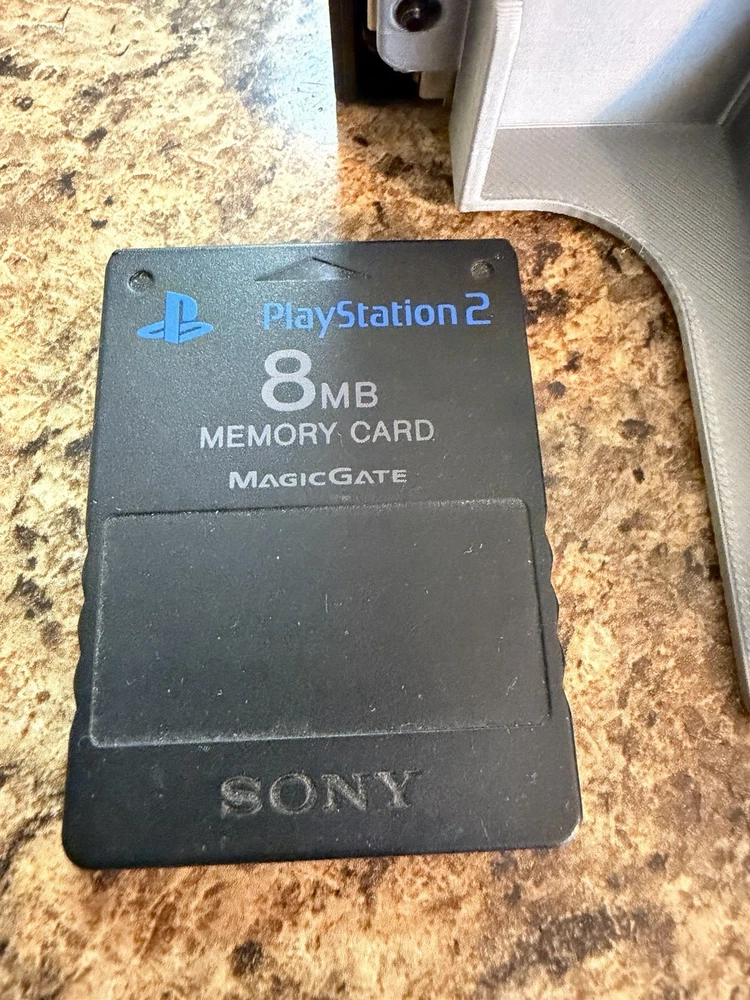 PlayStation 2
8MB
MEMORY CARD
MAGICGATE
SONY